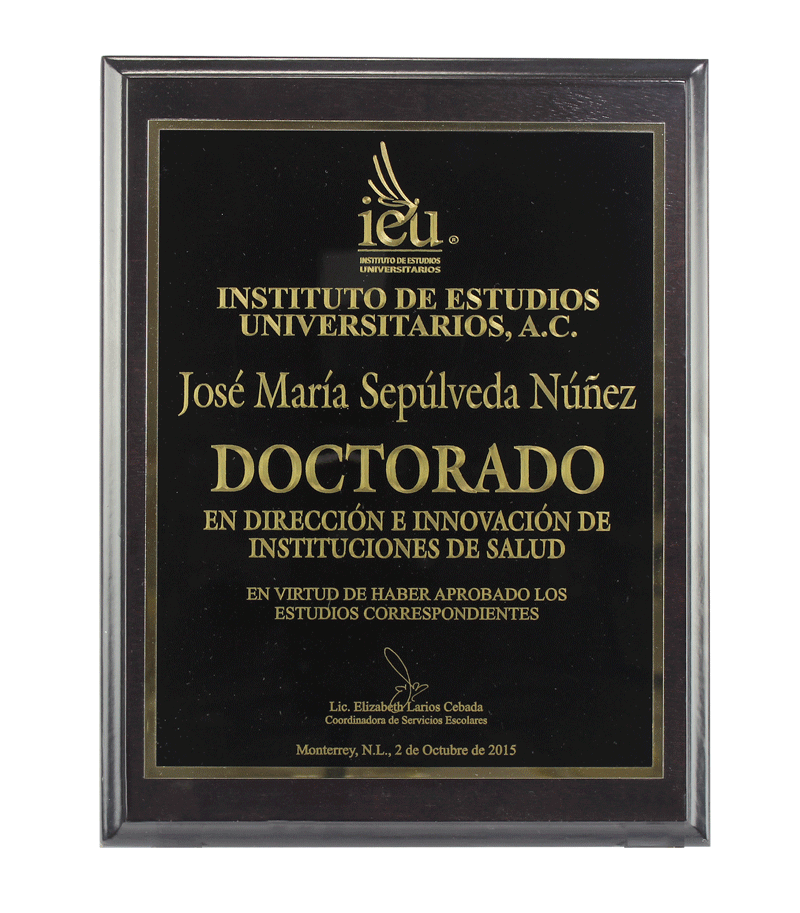 ieu ®
INSTITUTO DE ESTUDIOS
UNIVERSITARIOS
INSTITUTO DE ESTUDIOS
UNIVERSITARIOS, A.C.
José María Sepúlveda Núñez
DOCTORADO
EN DIRECCIÓN E INNOVACIÓN DE
INSTITUCIONES DE SALUD
EN VIRTUD DE HABER APROBADO LOS
ESTUDIOS CORRESPONDIENTES
Lic. Elizabeth Larios Cebada
Coordinadora de Servicios Escolares
Monterrey, N.L., 2 de Octubre de 2015